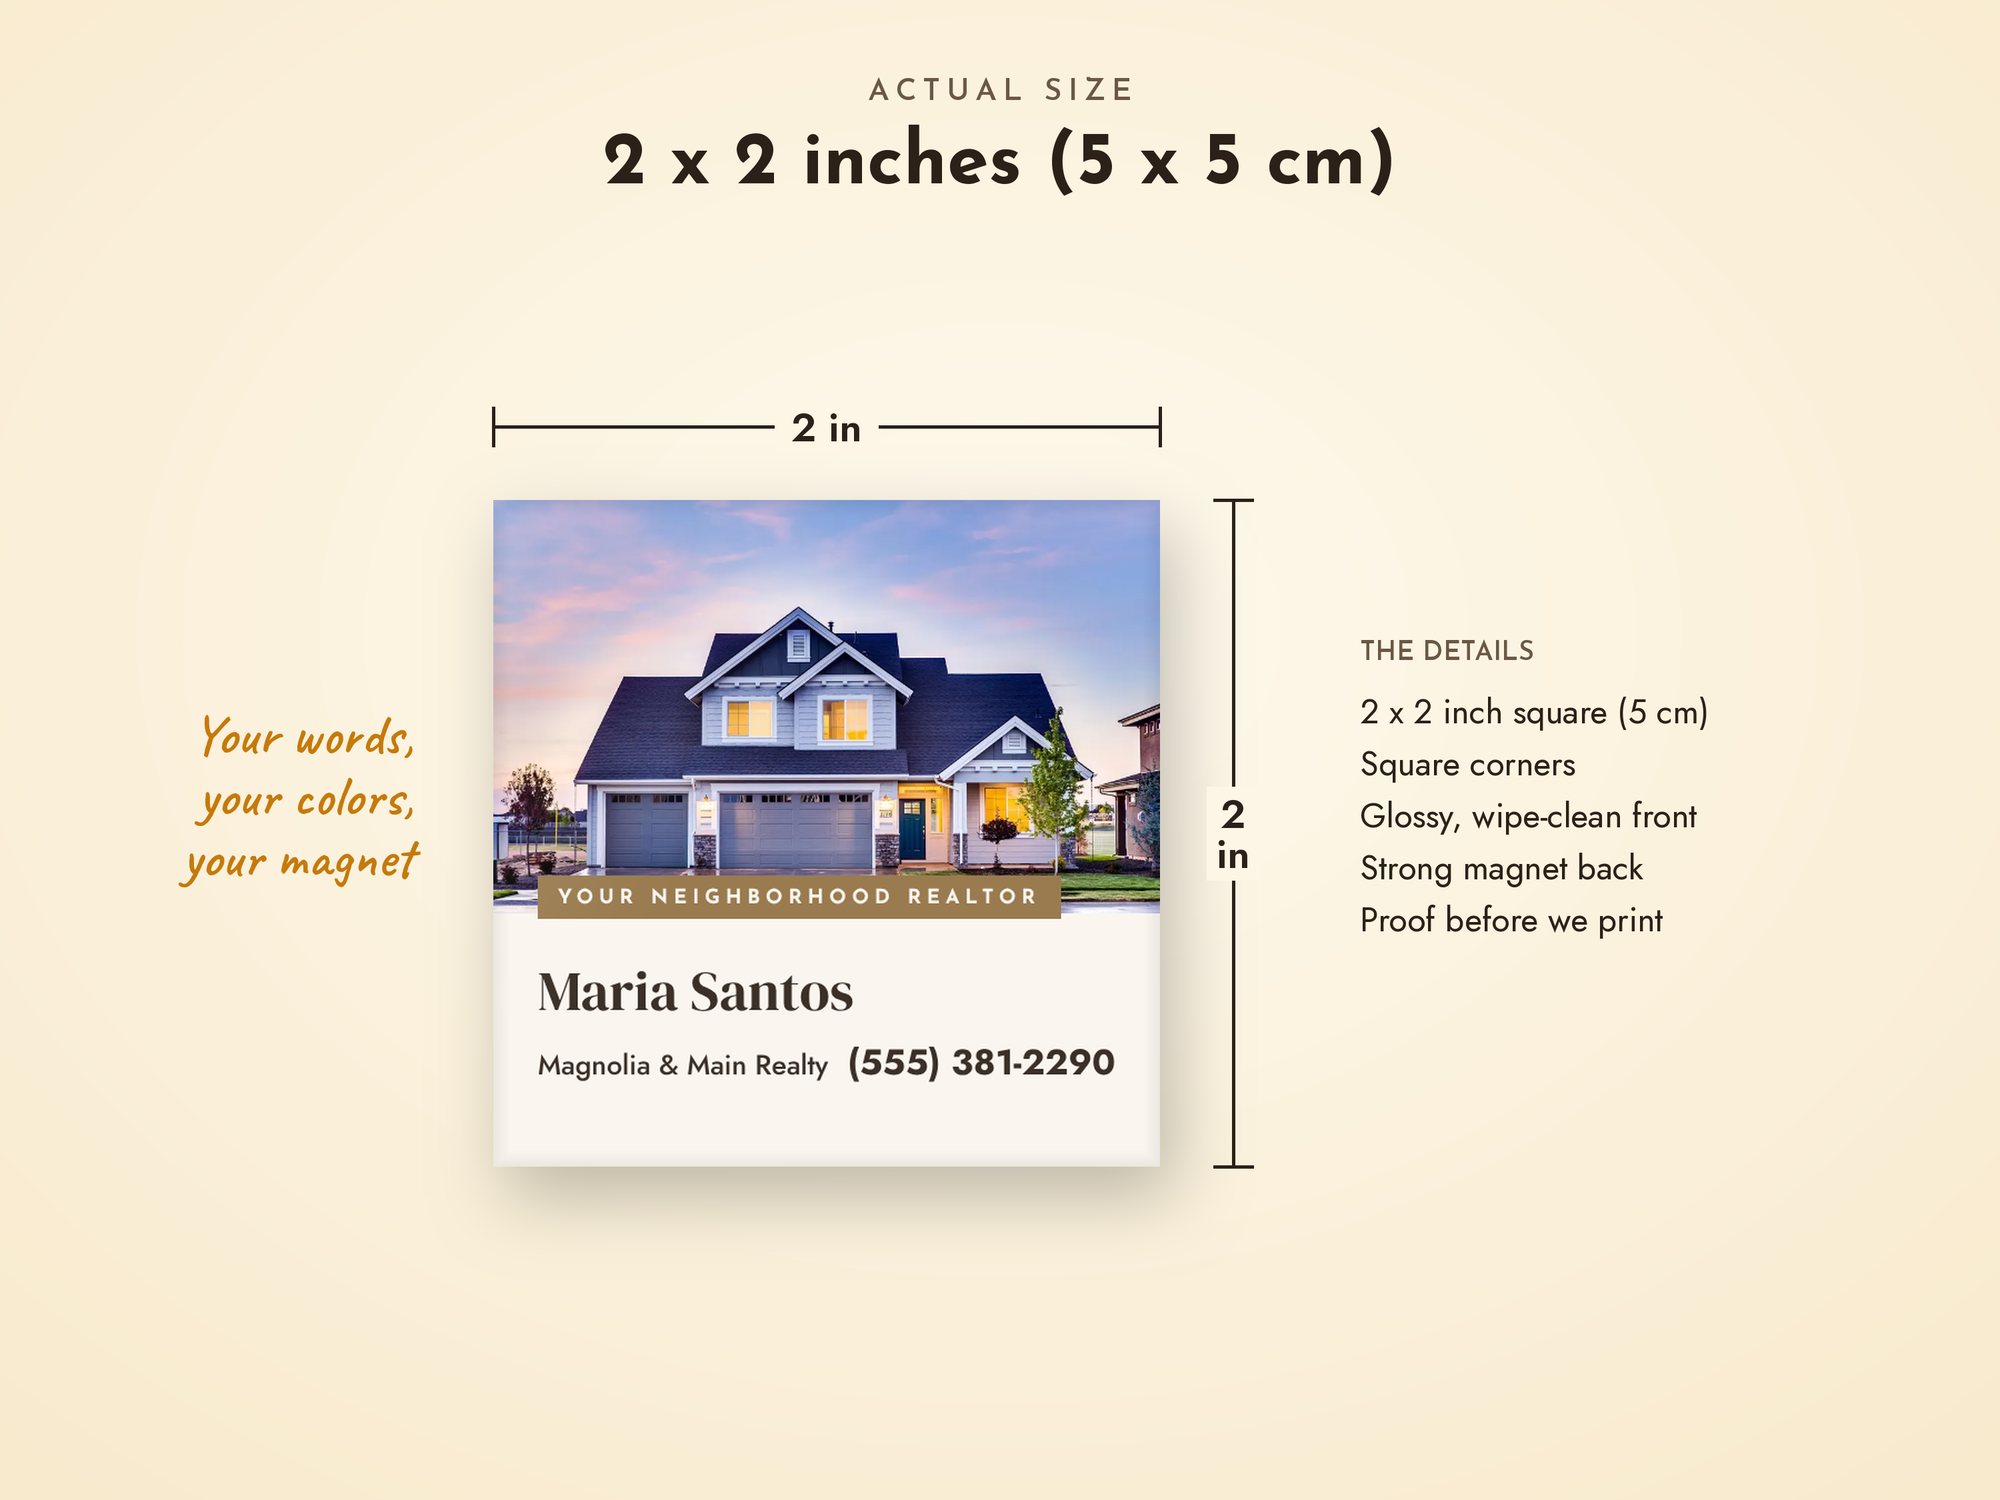 ACTUAL SIZE
2 x 2 inches (5 x 5 cm)
2 in
Your words,
your colors,
your magnet
YOUR NEIGHBORHOOD REALTOR
Maria Santos
Magnolia & Main Realty (555) 381-2290
2
in
THE DETAILS
2 x 2 inch square (5 cm)
Square corners
Glossy, wipe-clean front
Strong magnet back
Proof before we print